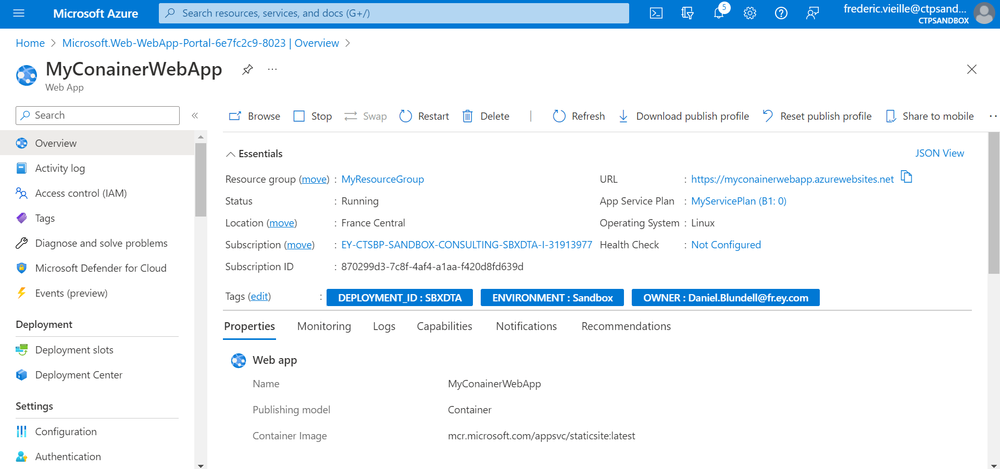 Microsoft Azure
Search resources, services, and docs (G+/)
5
frederic.vieille@ctpsand...
CTPSANDBOX
Home > Microsoft.Web-WebApp-Portal-6e7fc2c9-8023 | Overview >
MyConainerWebApp
Web App
Search
«
Browse Stop Swap Restart Delete | Refresh Download publish profile Reset publish profile Share to mobile
Overview
Activity log
Access control (IAM)
Tags
Diagnose and solve problems
Microsoft Defender for Cloud
Events (preview)
Deployment
Deployment slots
Deployment Center
Settings
Configuration
Authentication
Essentials
JSON View
Resource group (move) : MyResourceGroup
Status : Running
Location (move) : France Central
Subscription (move) : EY-CTSBP-SANDBOX-CONSULTING-SBXDTA-I-31913977
Subscription ID : 870299d3-7c8f-4af4-a1aa-f420d8fd639d
URL : https://myconainerwebapp.azurewebsites.net
App Service Plan : MyServicePlan (B1: 0)
Operating System : Linux
Health Check : Not Configured
Tags (edit) : DEPLOYMENT_ID : SBXDTA ENVIRONMENT : Sandbox OWNER : Daniel.Blundell@fr.ey.com
Properties Monitoring Logs Capabilities Notifications Recommendations
Web app
Name MyConainerWebApp
Publishing model Container
Container Image mcr.microsoft.com/appsvc/staticsite:latest